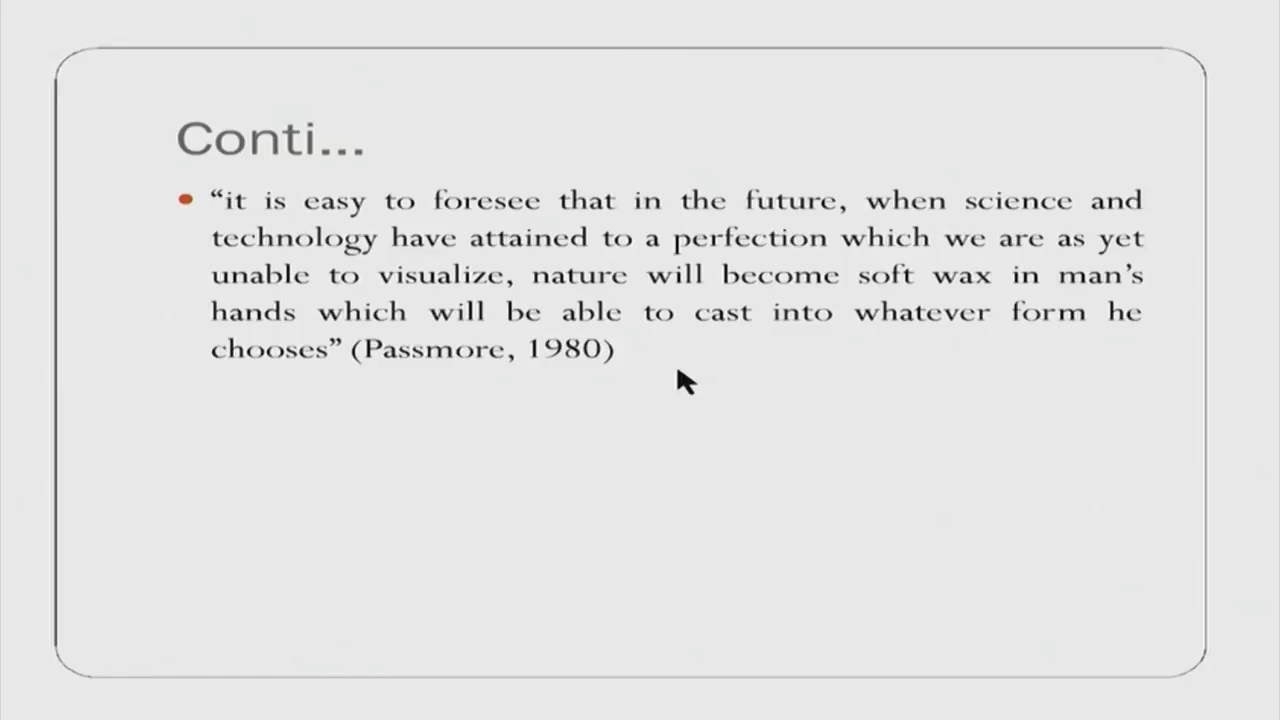 Conti...
“it is easy to foresee that in the future, when science and
technology have attained to a perfection which we are as yet
unable to visualize, nature will become soft wax in man’s
hands which will be able to cast into whatever form he
chooses” (Passmore, 1980)